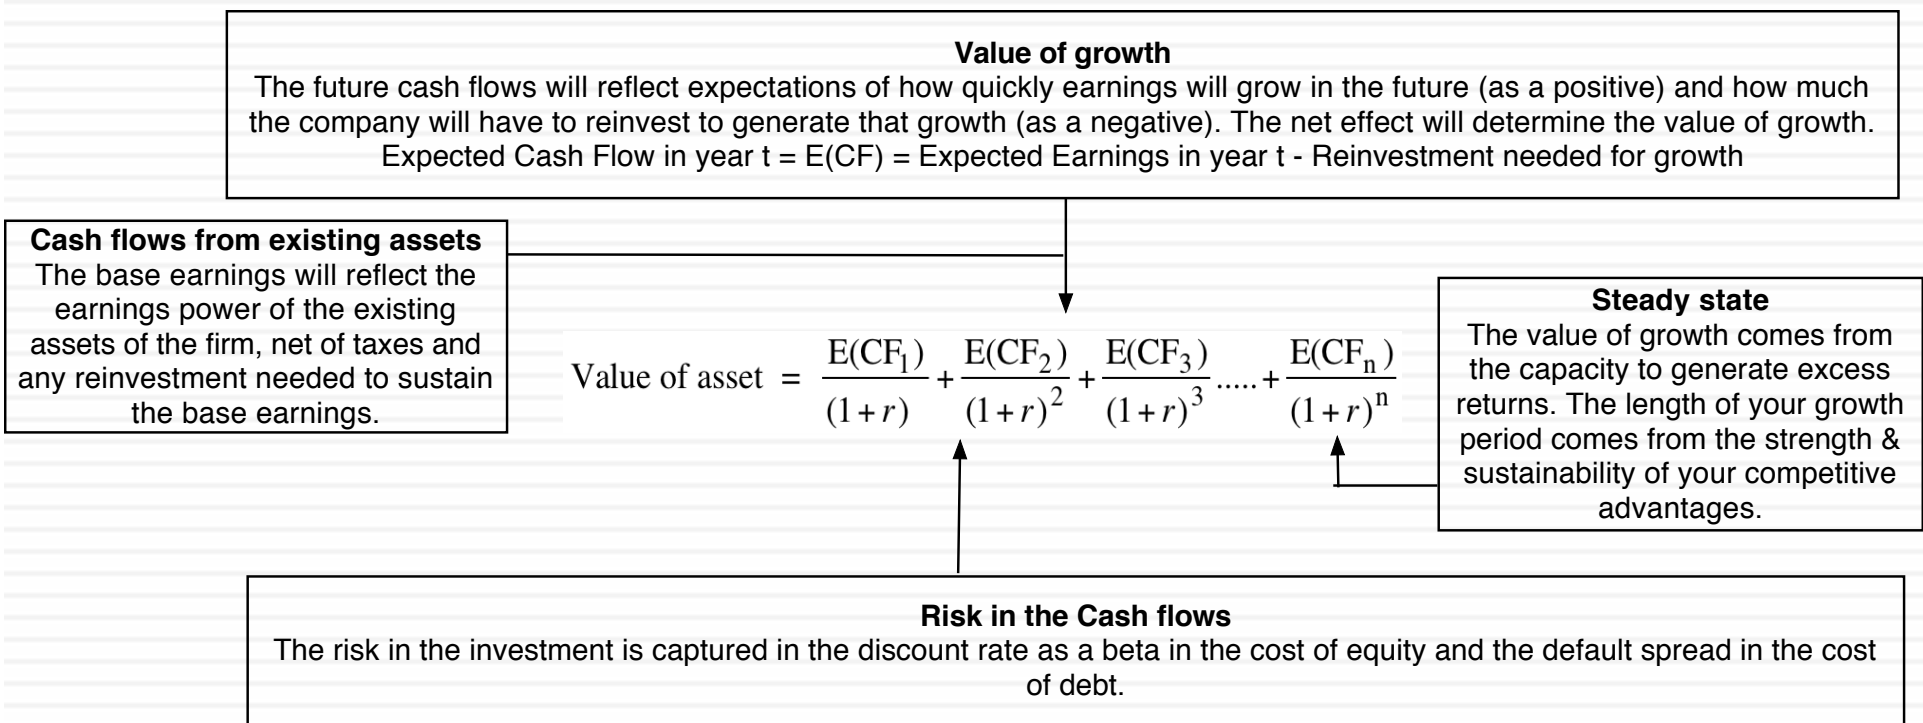 Value of growth
The future cash flows will reflect expectations of how quickly earnings will grow in the future (as a positive) and how much
the company will have to reinvest to generate that growth (as a negative). The net effect will determine the value of growth.
Expected Cash Flow in year t = E(CF) = Expected Earnings in year t - Reinvestment needed for growth
Cash flows from existing assets
The base earnings will reflect the
earnings power of the existing
assets of the firm, net of taxes and
any reinvestment needed to sustain
the base earnings.
Value of asset = E(CF₁)/(1+r) + E(CF₂)/(1+r)² + E(CF₃)/(1+r)³ ..... + E(CFₙ)/(1+r)ⁿ
Steady state
The value of growth comes from
the capacity to generate excess
returns. The length of your growth
period comes from the strength &
sustainability of your competitive
advantages.
Risk in the Cash flows
The risk in the investment is captured in the discount rate as a beta in the cost of equity and the default spread in the cost
of debt.